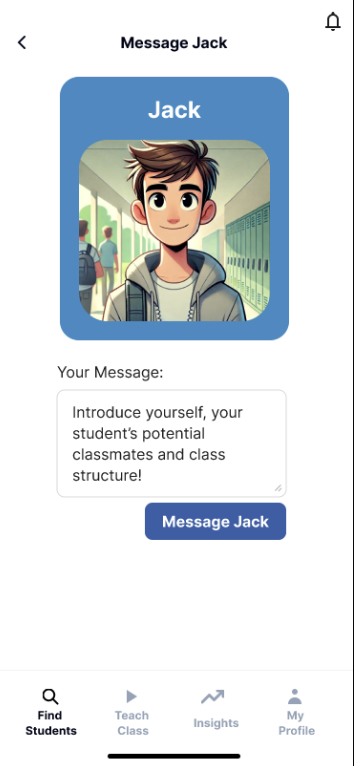 Message Jack
Jack
Your Message:
Introduce yourself, your
student’s potential
classmates and class
structure!
Message Jack
Find
Students
Teach
Class
Insights
My
Profile